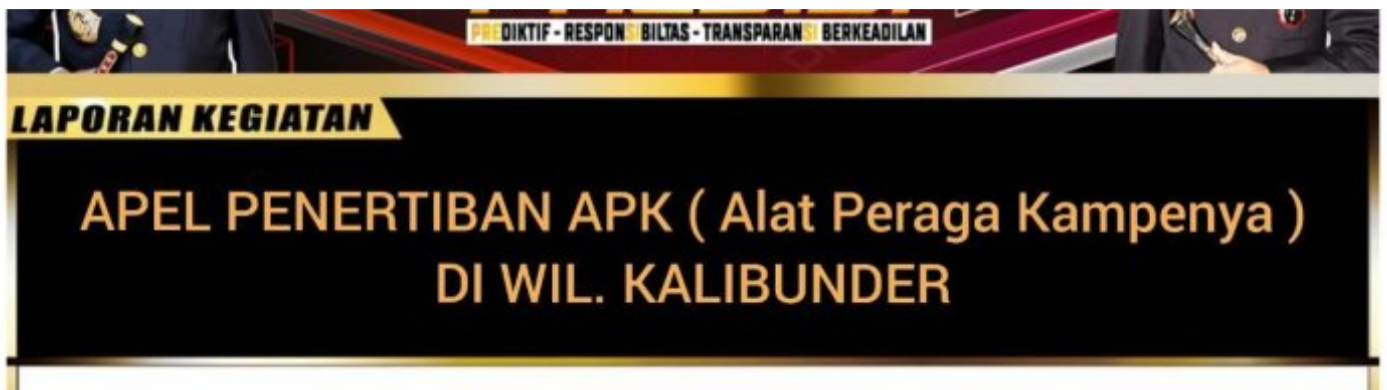 PREDIKTIF - RESPONSIBILTAS - TRANSPARANSI BERKEADILAN
LAPORAN KEGIATAN
APEL PENERTIBAN APK ( Alat Peraga Kampenya )
DI WIL. KALIBUNDER